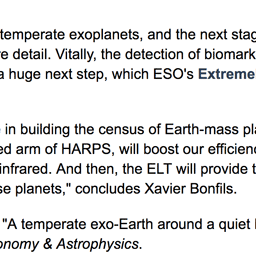 temperate exoplanets, and the next stag
e detail. Vitally, the detection of biomark
a huge next step, which ESO's Extreme
in building the census of Earth-mass pl
ed arm of HARPS, will boost our efficien
infrared. And then, the ELT will provide t
se planets," concludes Xavier Bonfils.
"A temperate exo-Earth around a quiet
onomy & Astrophysics.